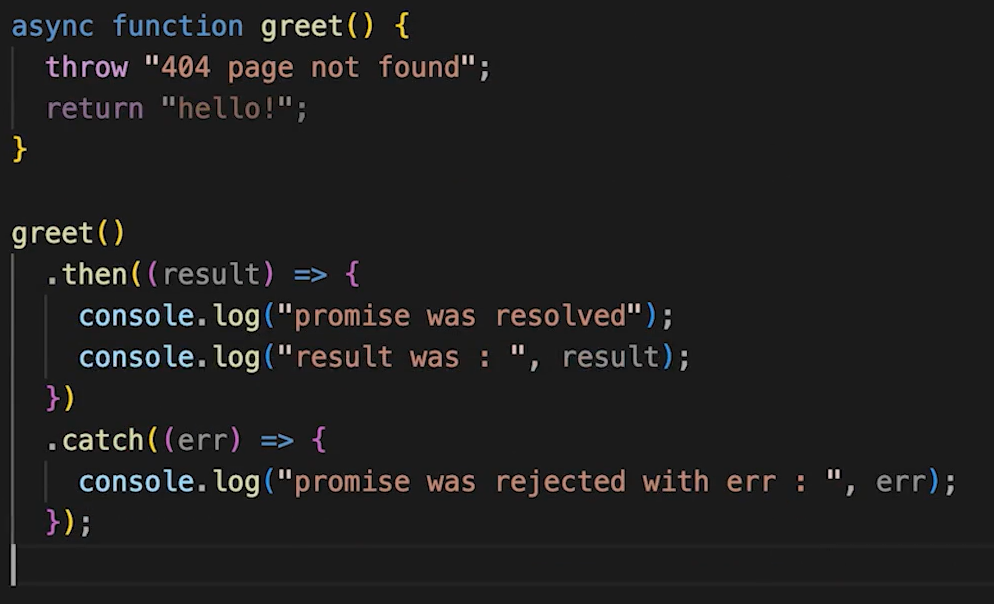 async function greet() {
  throw "404 page not found";
  return "hello!";
}

greet()
  .then((result) => {
    console.log("promise was resolved");
    console.log("result was : ", result);
  })
  .catch((err) => {
    console.log("promise was rejected with err : ", err);
  });